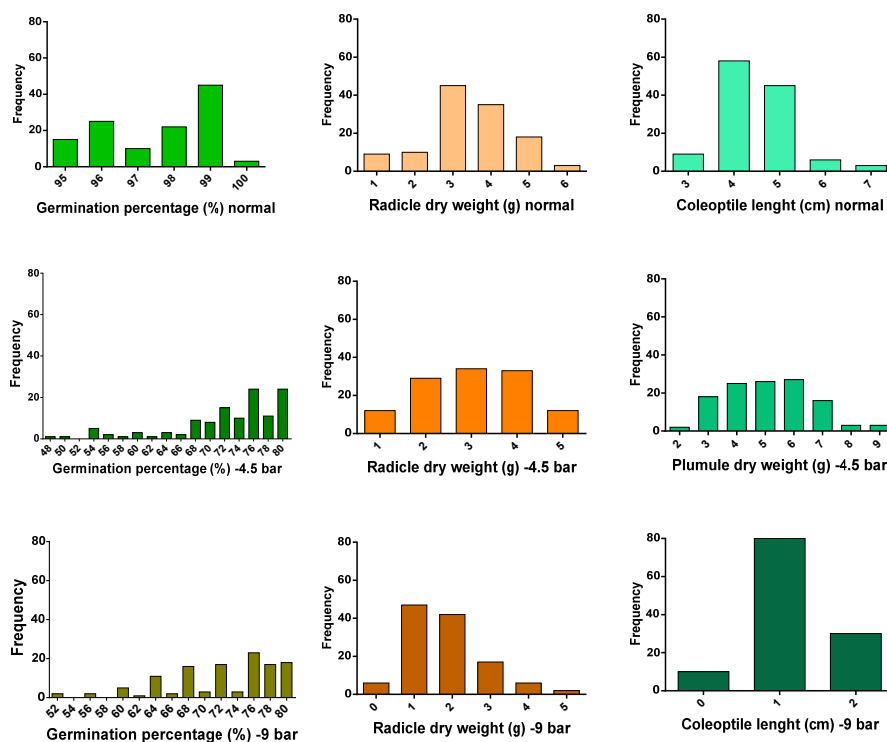 80
60
40
20
0
Frequency
95 96 97 98 99 100
Germination percentage (%) normal
80
60
40
20
0
Frequency
1 2 3 4 5 6
Radicle dry weight (g) normal
80
60
40
20
0
Frequency
3 4 5 6 7
Coleoptile lenght (cm) normal
80
60
40
20
0
Frequency
48 50 52 54 56 58 60 62 64 66 68 70 72 74 76 78 80
Germination percentage (%) -4.5 bar
80
60
40
20
0
Frequency
1 2 3 4 5
Radicle dry weight (g) -4.5 bar
80
60
40
20
0
Frequency
2 3 4 5 6 7 8 9
Plumule dry weight (g) -4.5 bar
80
60
40
20
0
Frequency
52 54 56 58 60 62 64 66 68 70 72 74 76 78 80
Germination percentage (%) -9 bar
80
60
40
20
0
Frequency
0 1 2 3 4 5
Radicle dry weight (g) -9 bar
80
60
40
20
0
Frequency
0 1 2
Coleoptile lenght (cm) -9 bar